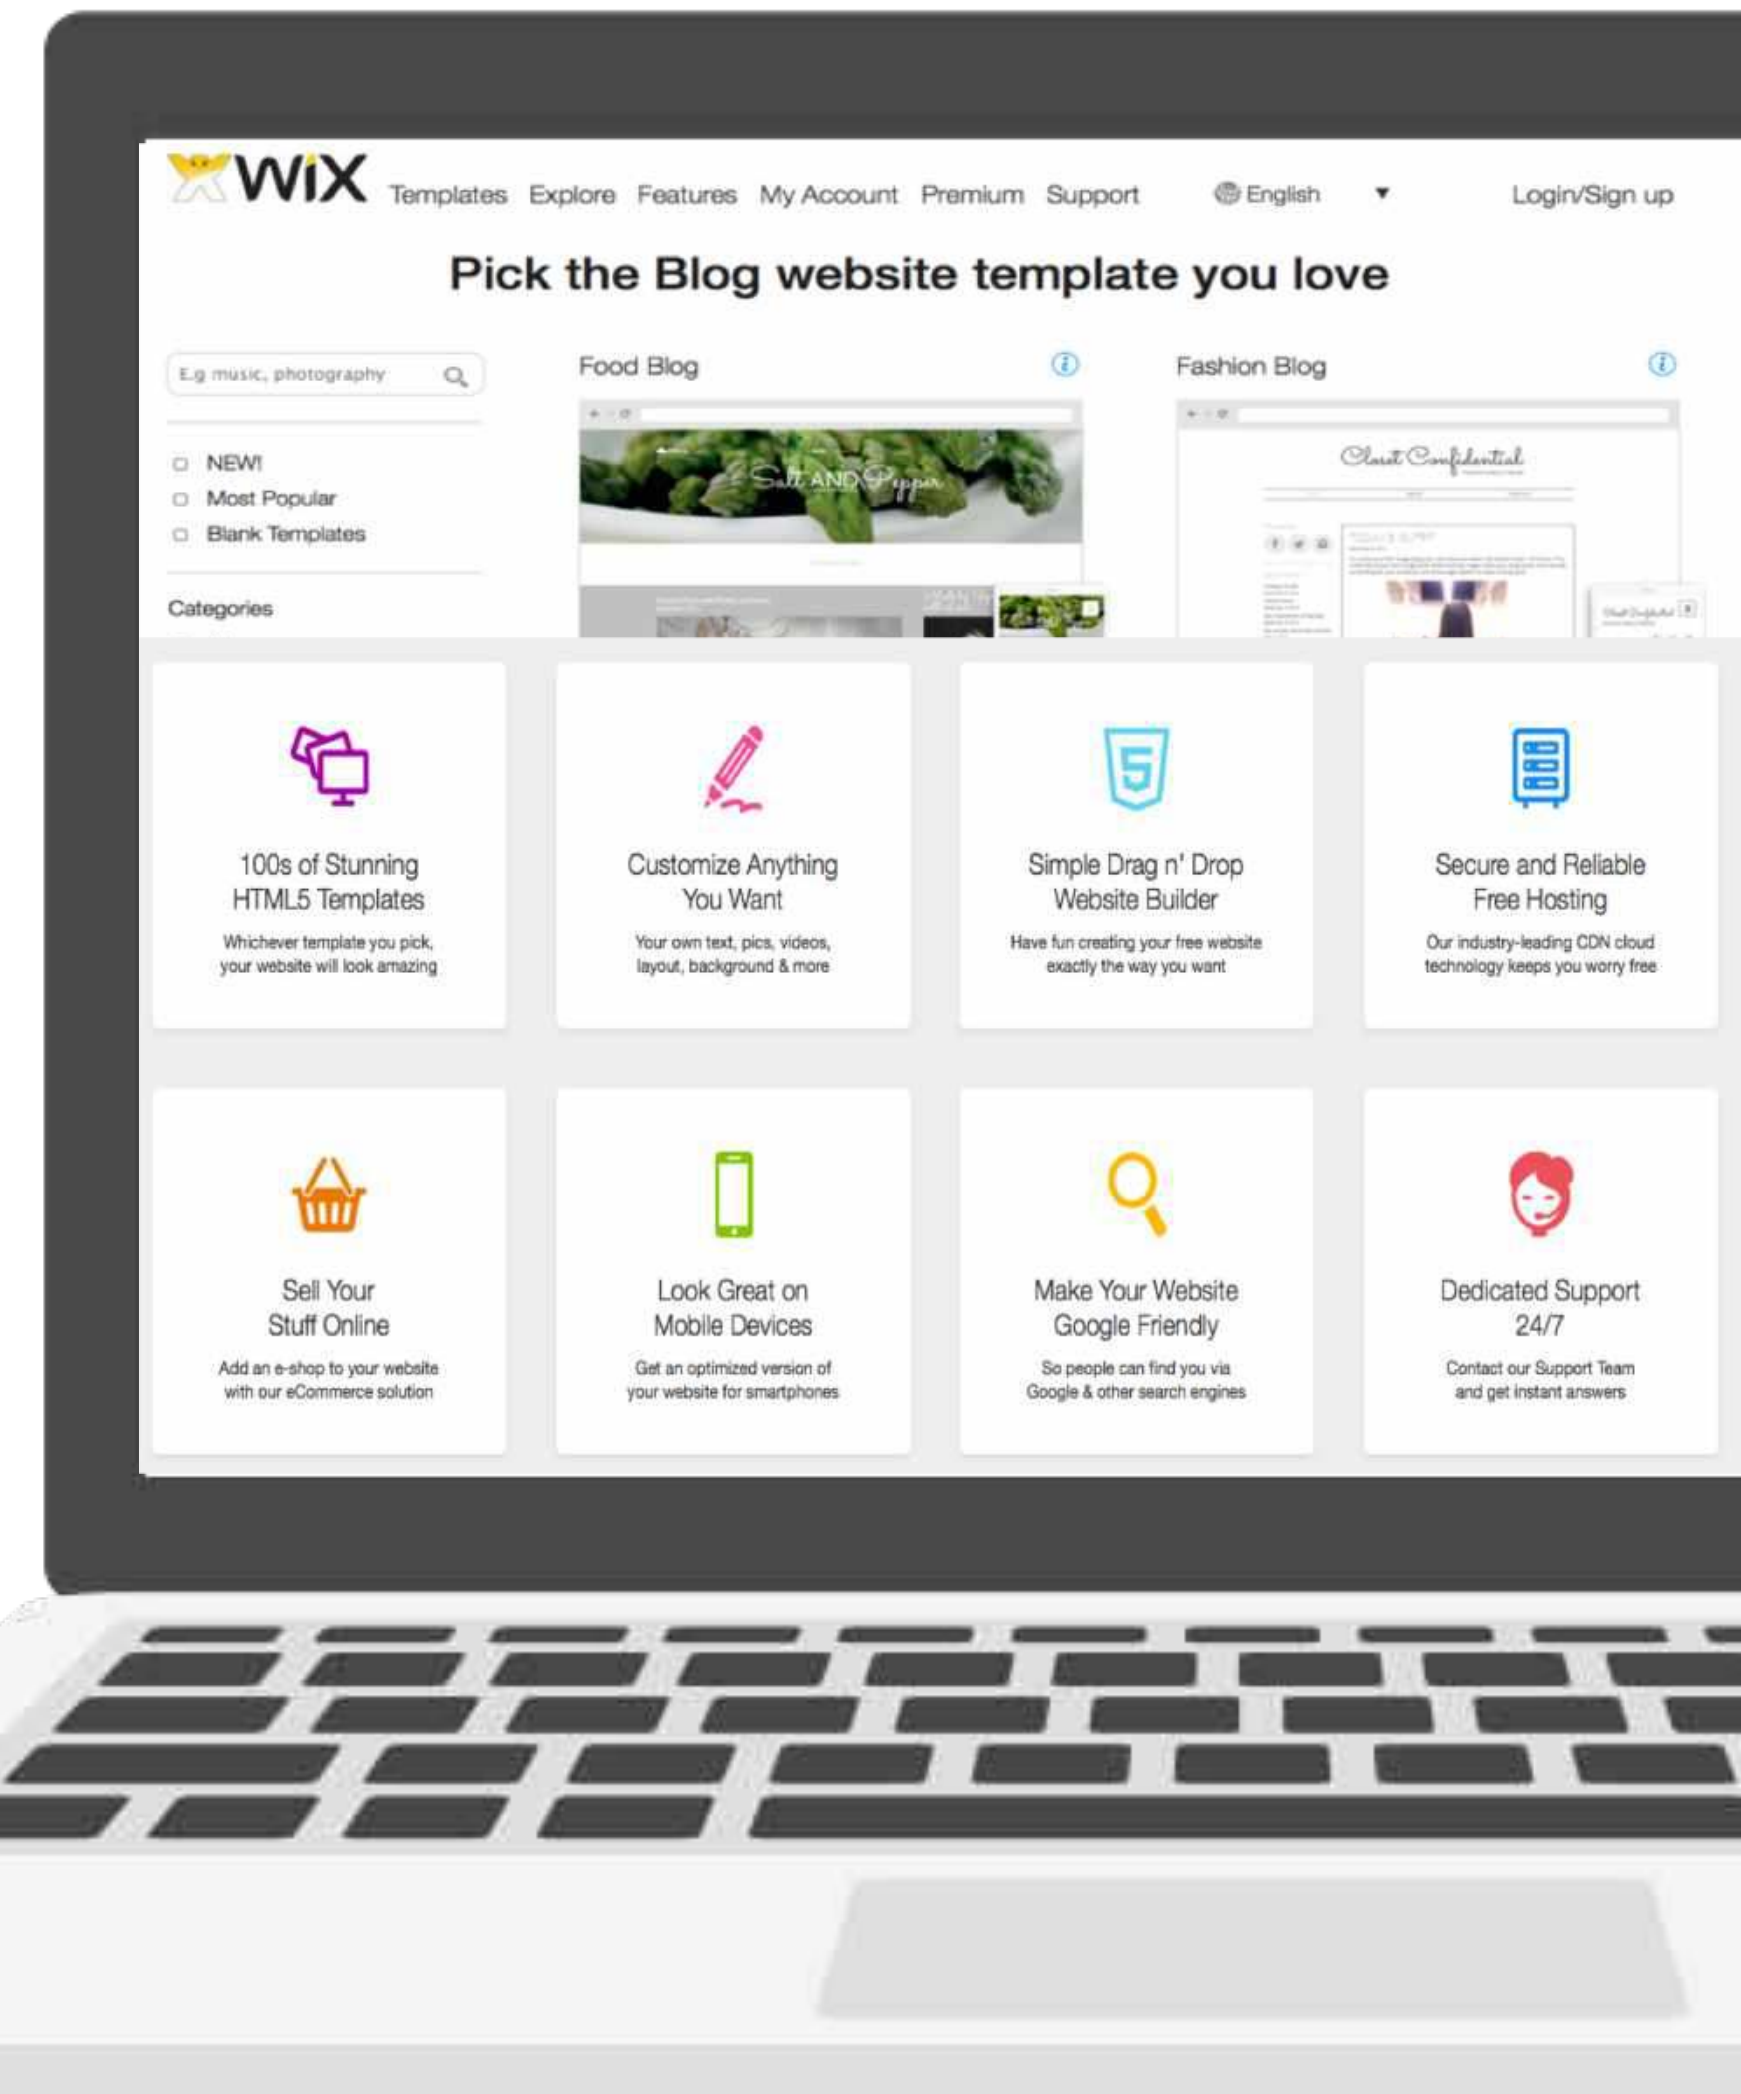 WiX
Templates Explore Features My Account Premium Support English Login/Sign up
Pick the Blog website template you love
E.g music, photography
NEW!
Most Popular
Blank Templates
Categories
Food Blog
Salt AND Pepper
Fashion Blog
Closet Confidential
100s of Stunning
HTML5 Templates
Whichever template you pick,
your website will look amazing
Customize Anything
You Want
Your own text, pics, videos,
layout, background & more
5
Simple Drag n' Drop
Website Builder
Have fun creating your free website
exactly the way you want
Secure and Reliable
Free Hosting
Our industry-leading CDN cloud
technology keeps you worry free
Sell Your
Stuff Online
Add an e-shop to your website
with our eCommerce solution
Look Great on
Mobile Devices
Get an optimized version of
your website for smartphones
Make Your Website
Google Friendly
So people can find you via
Google & other search engines
Dedicated Support
24/7
Contact our Support Team
and get instant answers